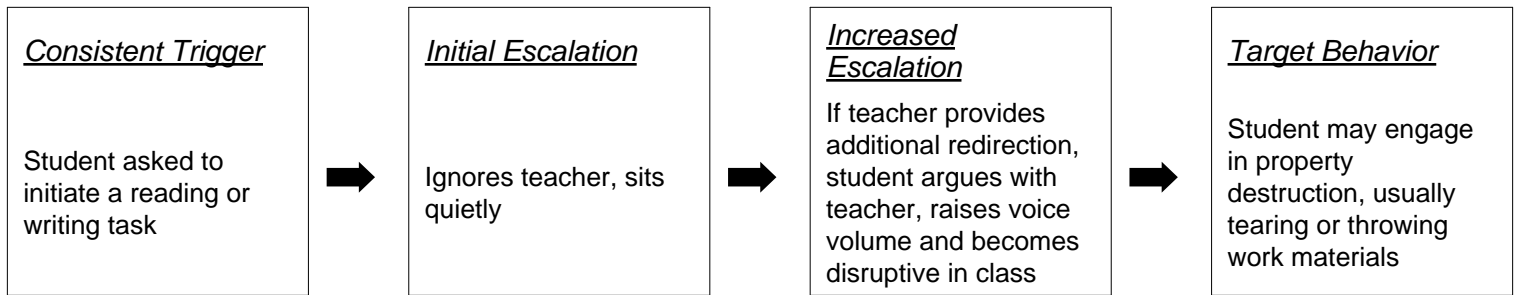 Consistent Trigger
Student asked to
initiate a reading or
writing task
Initial Escalation
Ignores teacher, sits
quietly
Increased
Escalation
If teacher provides
additional redirection,
student argues with
teacher, raises voice
volume and becomes
disruptive in class
Target Behavior
Student may engage
in property
destruction, usually
tearing or throwing
work materials